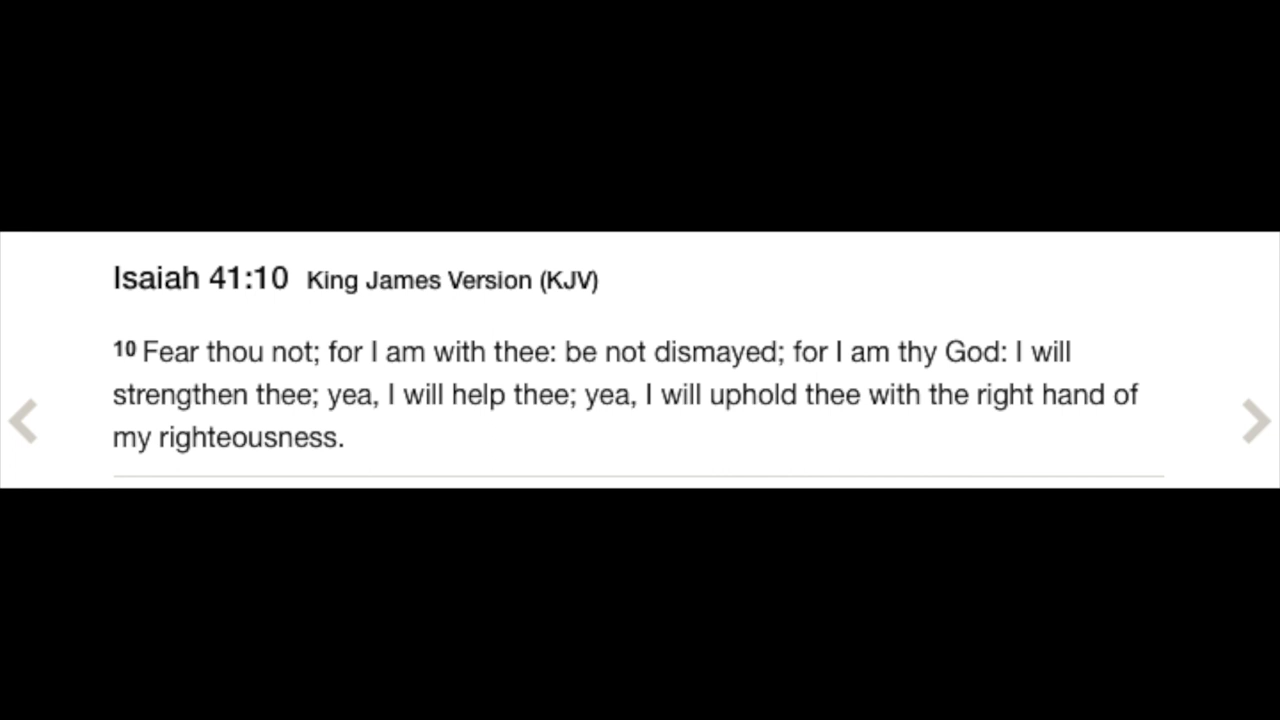 Isaiah 41:10 King James Version (KJV)
10 Fear thou not; for I am with thee: be not dismayed; for I am thy God: I will
strengthen thee; yea, I will help thee; yea, I will uphold thee with the right hand of
my righteousness.